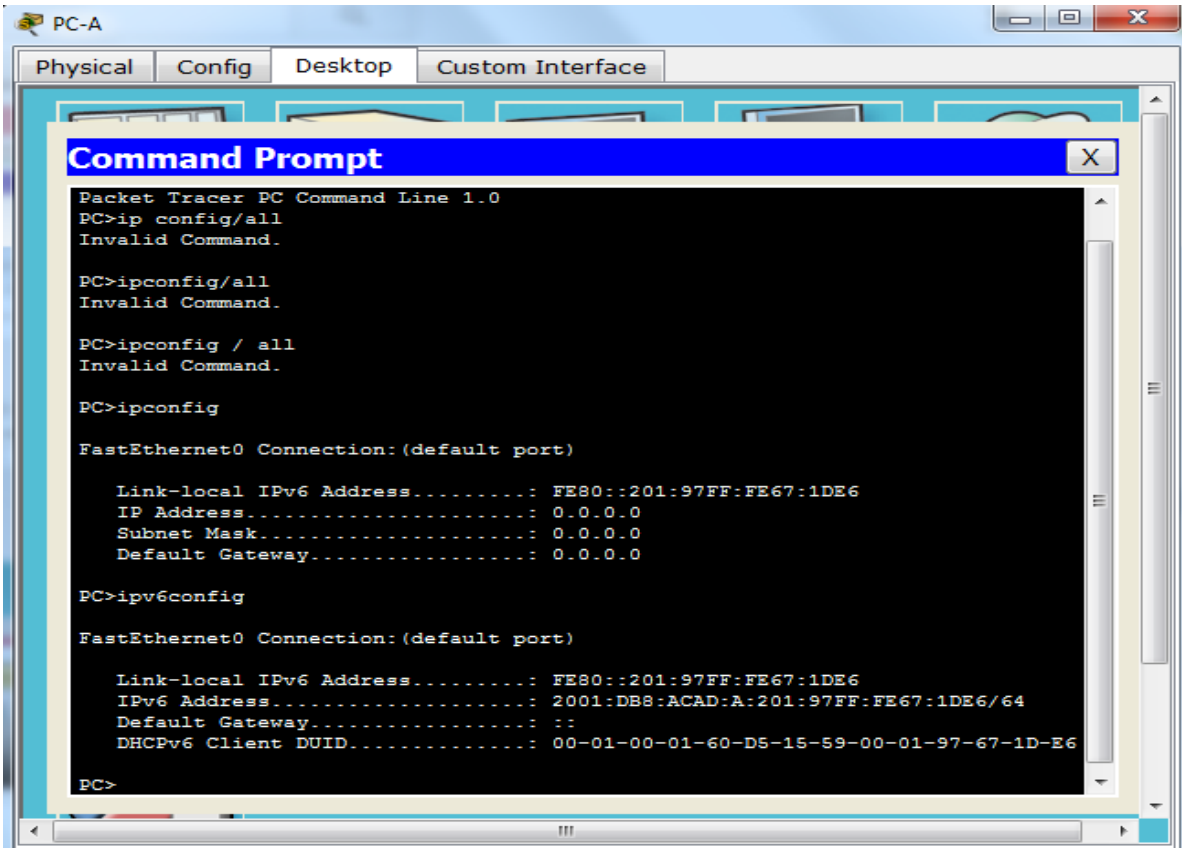 PC-A
Physical Config Desktop Custom Interface
Command Prompt
X
Packet Tracer PC Command Line 1.0
PC>ip config/all
Invalid Command.
PC>ipconfig/all
Invalid Command.
PC>ipconfig / all
Invalid Command.
PC>ipconfig
FastEthernet0 Connection:(default port)
Link-local IPv6 Address.........: FE80::201:97FF:FE67:1DE6
IP Address......................: 0.0.0.0
Subnet Mask.....................: 0.0.0.0
Default Gateway.................: 0.0.0.0
PC>ipv6config
FastEthernet0 Connection:(default port)
Link-local IPv6 Address.........: FE80::201:97FF:FE67:1DE6
IPv6 Address....................: 2001:DB8:ACAD:A:201:97FF:FE67:1DE6/64
Default Gateway.................: ::
DHCPv6 Client DUID..............: 00-01-00-01-60-D5-15-59-00-01-97-67-1D-E6
PC>